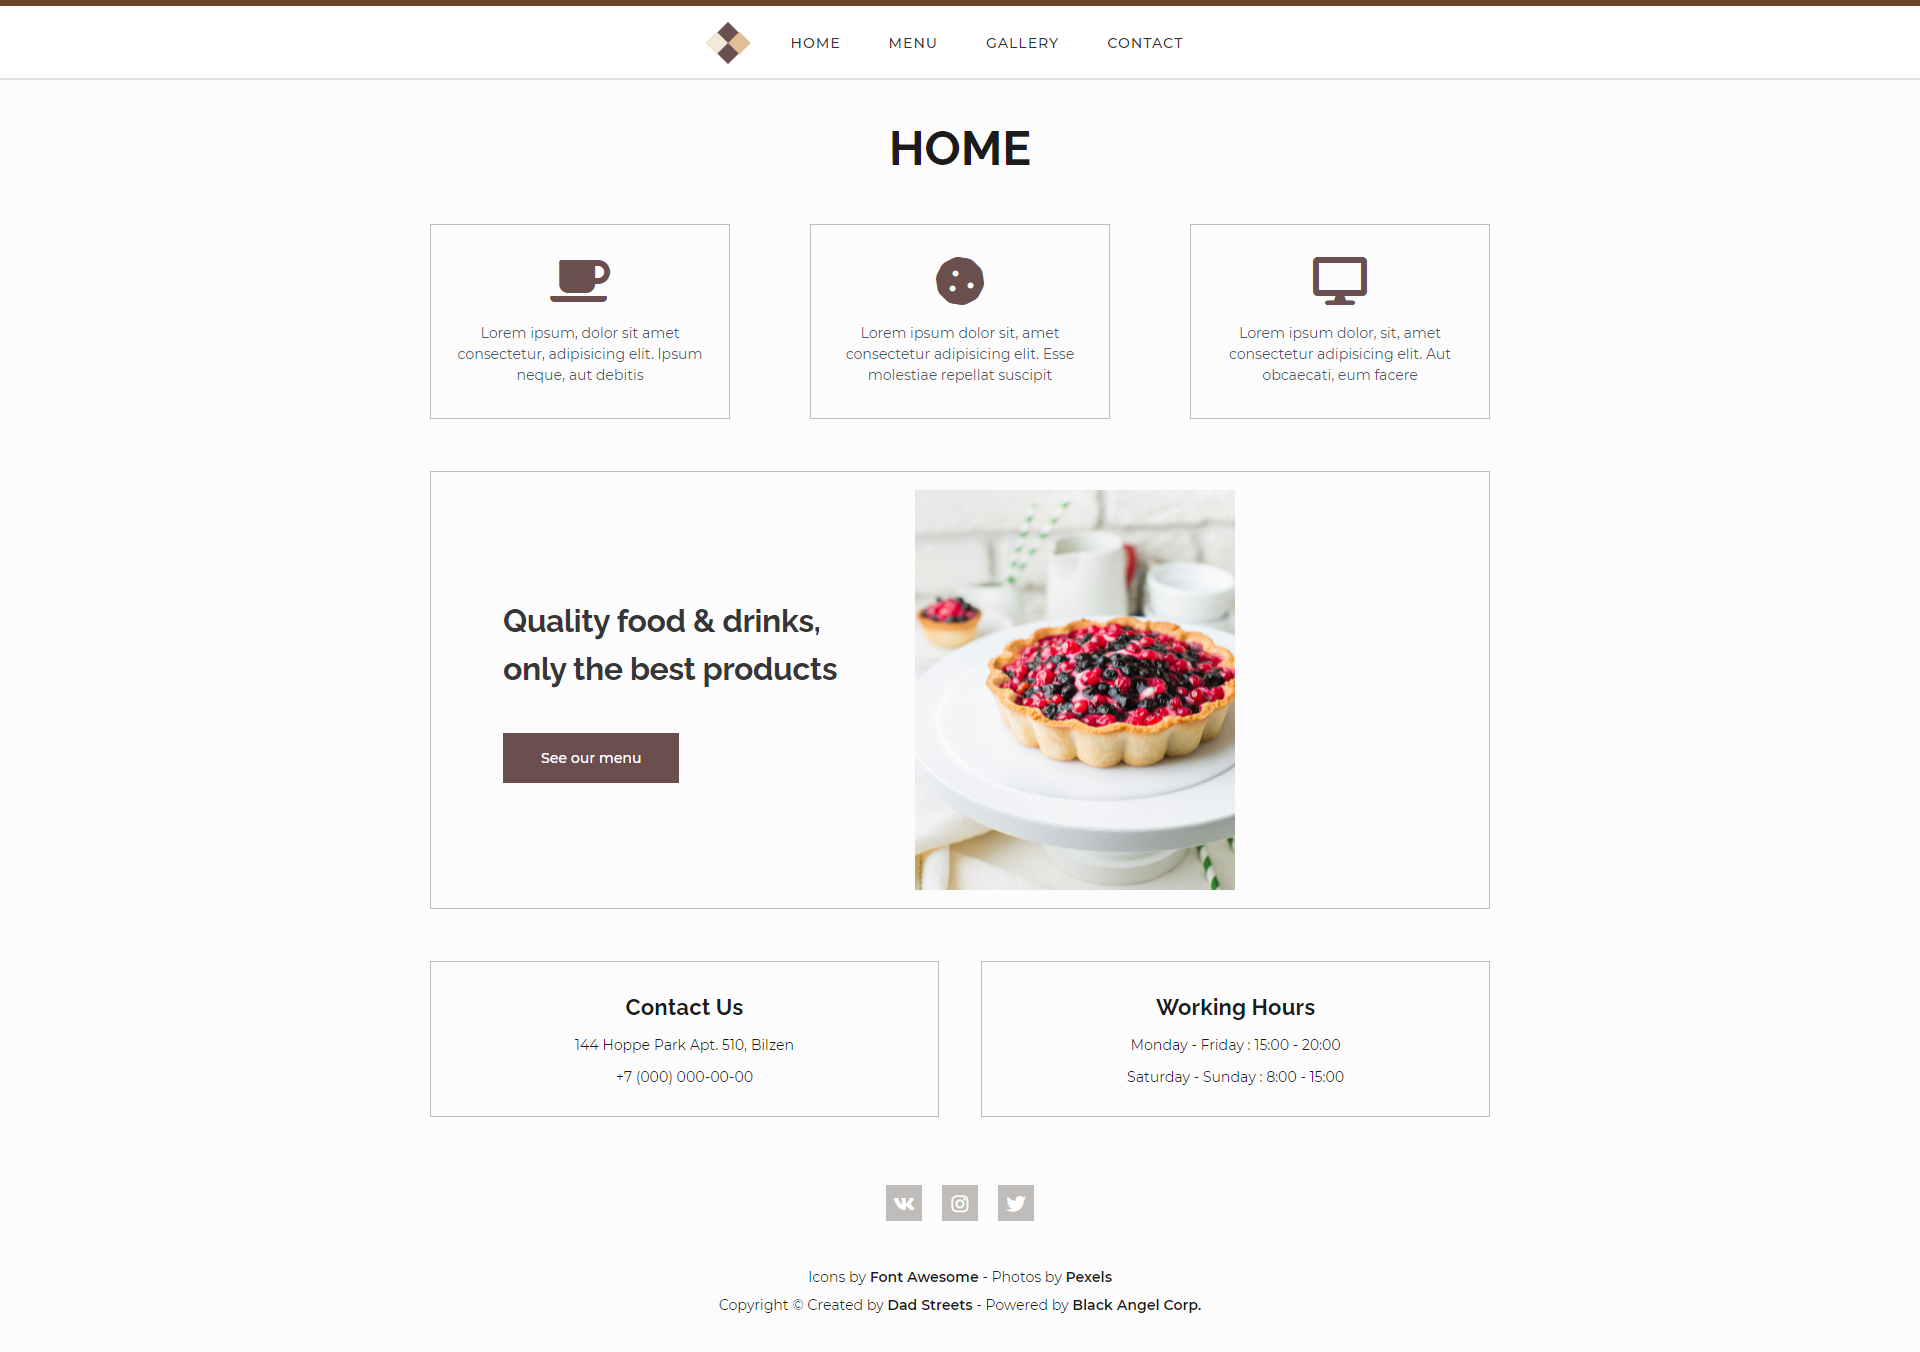 HOME MENU GALLERY CONTACT
HOME
Lorem ipsum, dolor sit amet
consectetur, adipisicing elit. Ipsum
neque, aut debitis
Lorem ipsum dolor sit, amet
consectetur adipisicing elit. Esse
molestiae repellat suscipit
Lorem ipsum dolor, sit, amet
consectetur adipisicing elit. Aut
obcaecati, eum facere
Quality food & drinks,
only the best products
See our menu
Contact Us
144 Hoppe Park Apt. 510, Bilzen
+7 (000) 000-00-00
Working Hours
Monday - Friday : 15:00 - 20:00
Saturday - Sunday : 8:00 - 15:00
Icons by Font Awesome - Photos by Pexels
Copyright © Created by Dad Streets - Powered by Black Angel Corp.